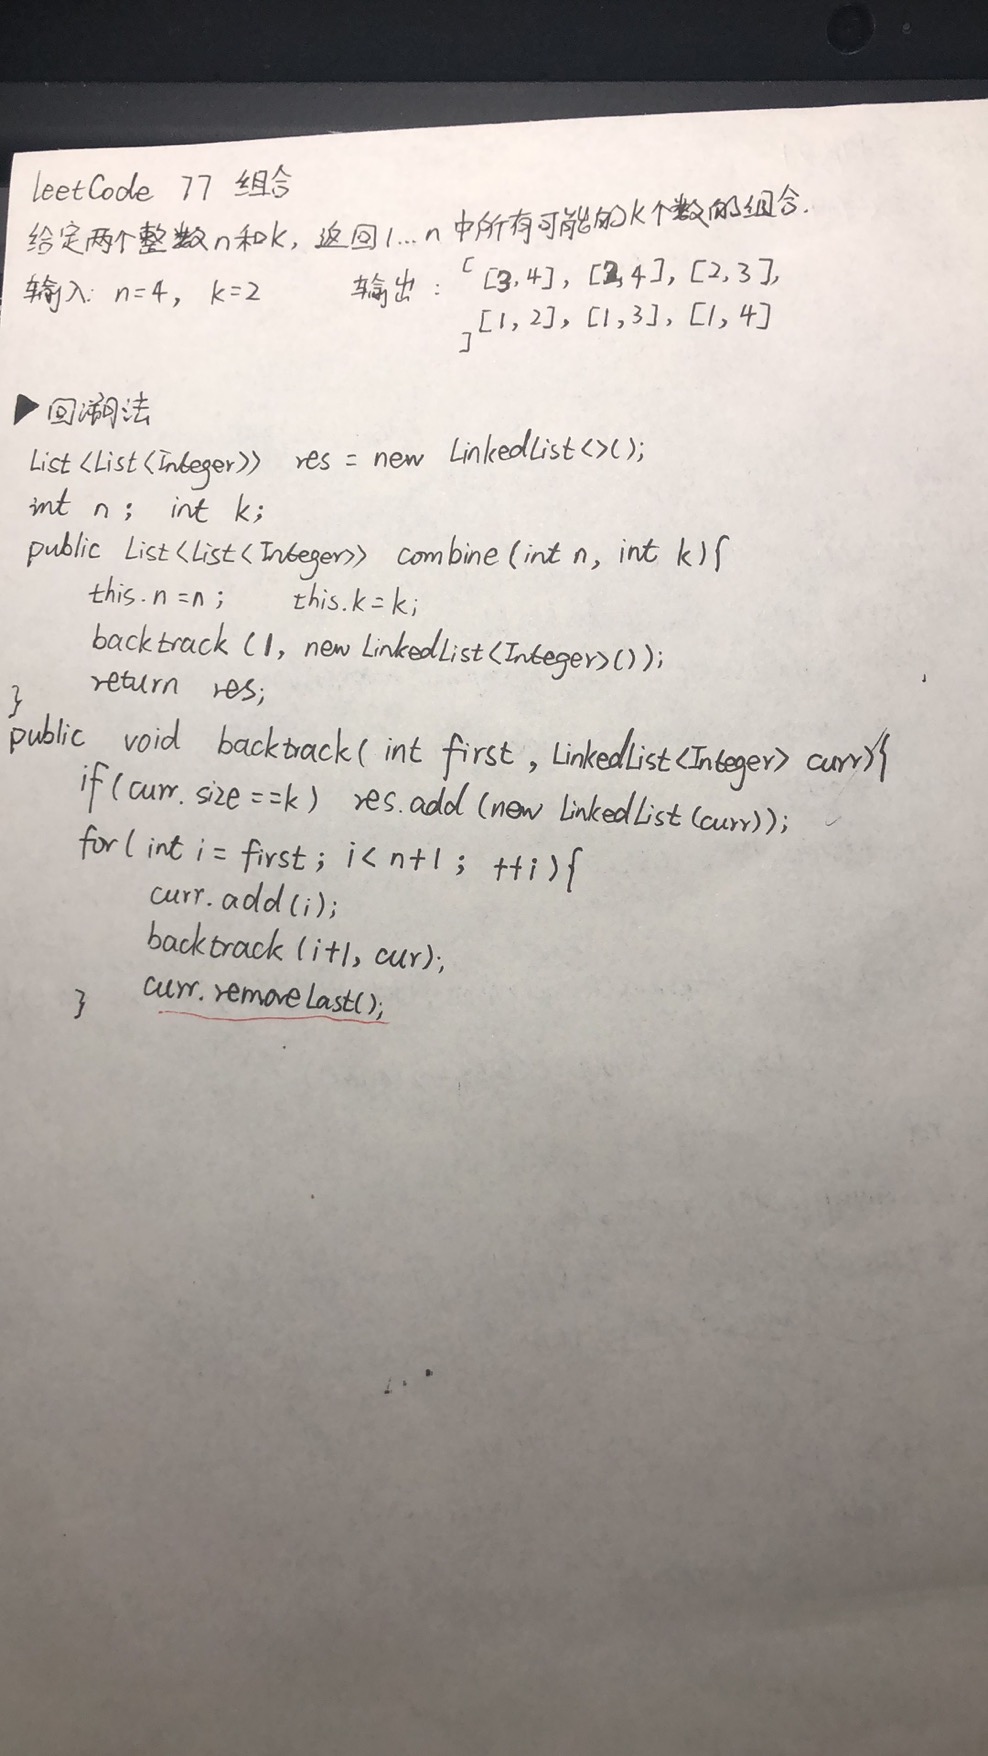 leetCode 77 组合
给定两个整数n和k，返回1...n中所有可能的k个数的组合.
输入: n=4, k=2 输出: [ [3,4], [2,4], [2,3],
[1,2], [1,3], [1,4]
]
▶回溯法
List<List<Integer>> res = new LinkedList<>();
int n; int k;
public List<List<Integer>> combine(int n, int k){
this.n=n; this.k=k;
backtrack(1, new LinkedList<Integer>());
return res;
}
public void backtrack(int first, LinkedList<Integer> curr){
if(curr.size==k) res.add(new LinkedList(curr));
for(int i=first; i<n+1; ++i){
curr.add(i);
backtrack(i+1, cur);
curr.removeLast();
}